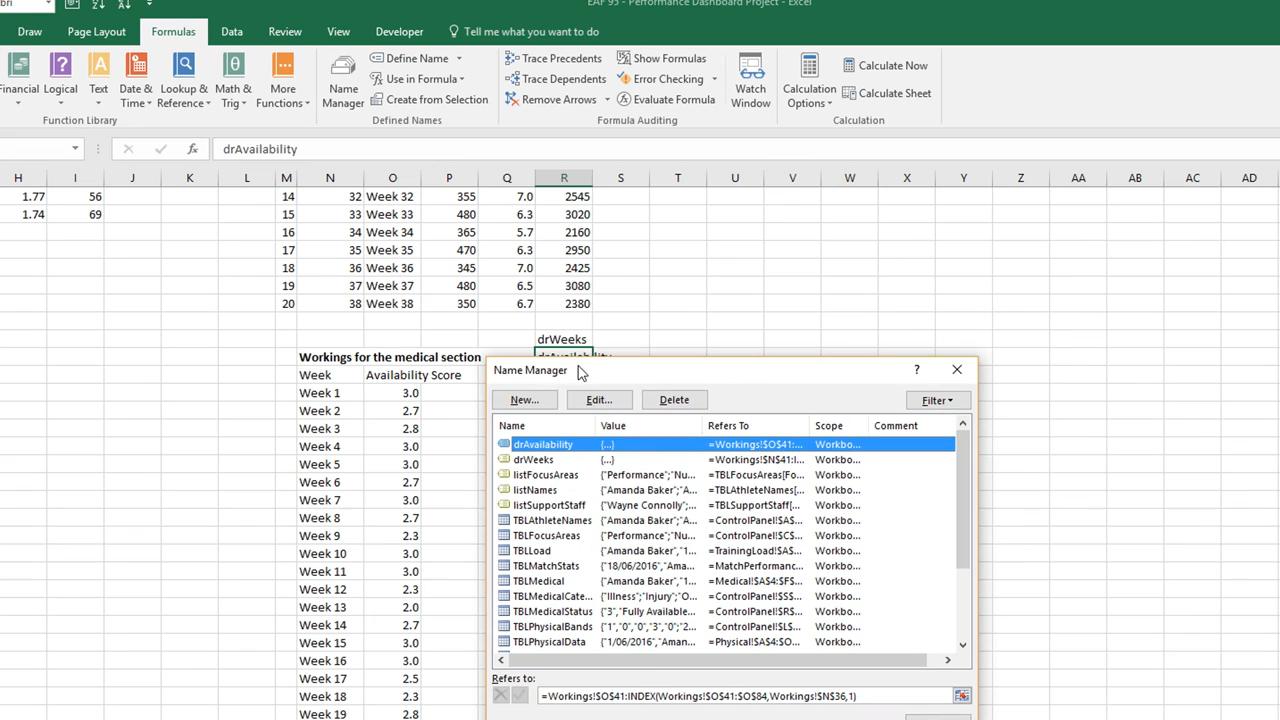 EAF 95 - Performance Dashboard Project - Excel
Draw Page Layout Formulas Data Review View Developer Tell me what you want to do
Financial Logical Text Date & Time Lookup & Reference Math & Trig More Functions
Function Library
Name Manager
Define Name
Use in Formula
Create from Selection
Defined Names
Trace Precedents
Trace Dependents
Remove Arrows
Show Formulas
Error Checking
Evaluate Formula
Formula Auditing
Watch Window
Calculation Options
Calculate Now
Calculate Sheet
Calculation
fx drAvailability
H I J K L M N O P Q R S T U V W X Y Z AA AB AC AD
1.77 56 14 32 Week 32 355 7.0 2545
1.74 69 15 33 Week 33 480 6.3 3020
16 34 Week 34 365 5.7 2160
17 35 Week 35 470 6.3 2950
18 36 Week 36 345 7.0 2425
19 37 Week 37 480 6.5 3080
20 38 Week 38 350 6.7 2380
drWeeks
Workings for the medical section drAvailability
Week Availability Score
Week 1 3.0
Week 2 2.7
Week 3 2.8
Week 4 3.0
Week 5 3.0
Week 6 2.7
Week 7 3.0
Week 8 2.7
Week 9 2.3
Week 10 3.0
Week 11 3.0
Week 12 2.3
Week 13 2.0
Week 14 2.7
Week 15 3.0
Week 16 3.0
Week 17 2.5
Week 18 2.3
Week 19 2.8
Name Manager ? ×
New... Edit... Delete Filter
Name Value Refers To Scope Comment
drAvailability {...} =Workings!$O$41:... Workbo...
drWeeks {...} =Workings!$N$41:I... Workbo...
listFocusAreas {"Performance";"Nu... =TBLFocusAreas[Fo... Workbo...
listNames {"Amanda Baker";"A... =TBLAthleteNames[... Workbo...
listSupportStaff {"Wayne Connolly";... =TBLSupportStaff[... Workbo...
TBLAthleteNames {"Amanda Baker";"A... =ControlPanel!$A$... Workbo...
TBLFocusAreas {"Performance";"Nu... =ControlPanel!$C$... Workbo...
TBLLoad {"Amanda Baker","1... =TrainingLoad!$A$... Workbo...
TBLMatchStats {"18/06/2016","Ama... =MatchPerformanc... Workbo...
TBLMedical {"Amanda Baker","1... =Medical!$A$4:$F$... Workbo...
TBLMedicalCate... {"Illness";"Injury";"O... =ControlPanel!$S$... Workbo...
TBLMedicalStatus {"3","Fully Available... =ControlPanel!$R$... Workbo...
TBLPhysicalBands {"1","0","0","3","0";"2... =ControlPanel!$L$... Workbo...
TBLPhysicalData {"1/06/2016","Aman... =Physical!$A$4:$O... Workbo...
Refers to:
=Workings!$O$41:INDEX(Workings!$O$41:$O$84,Workings!$N$36,1)